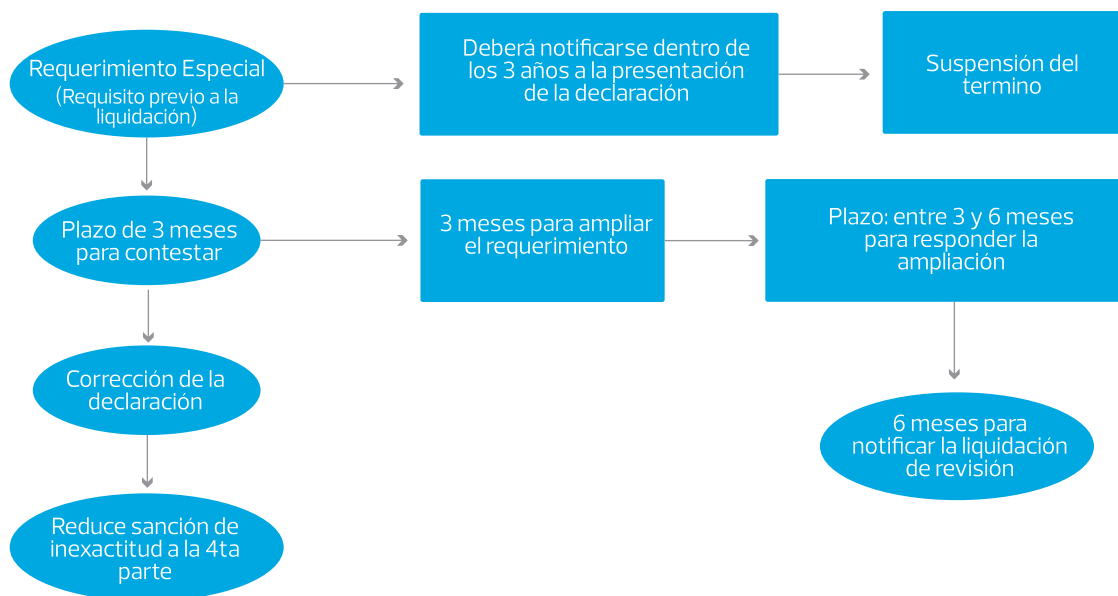 Requerimiento Especial
(Requisito previo a la
liquidación)
Deberá notificarse dentro de
los 3 años a la presentación
de la declaración
Suspensión del
termino
Plazo de 3 meses
para contestar
3 meses para ampliar
el requerimiento
Plazo: entre 3 y 6 meses
para responder la
ampliación
Corrección de la
declaración
6 meses para
notificar la liquidación
de revisión
Reduce sanción de
inexactitud a la 4ta
parte